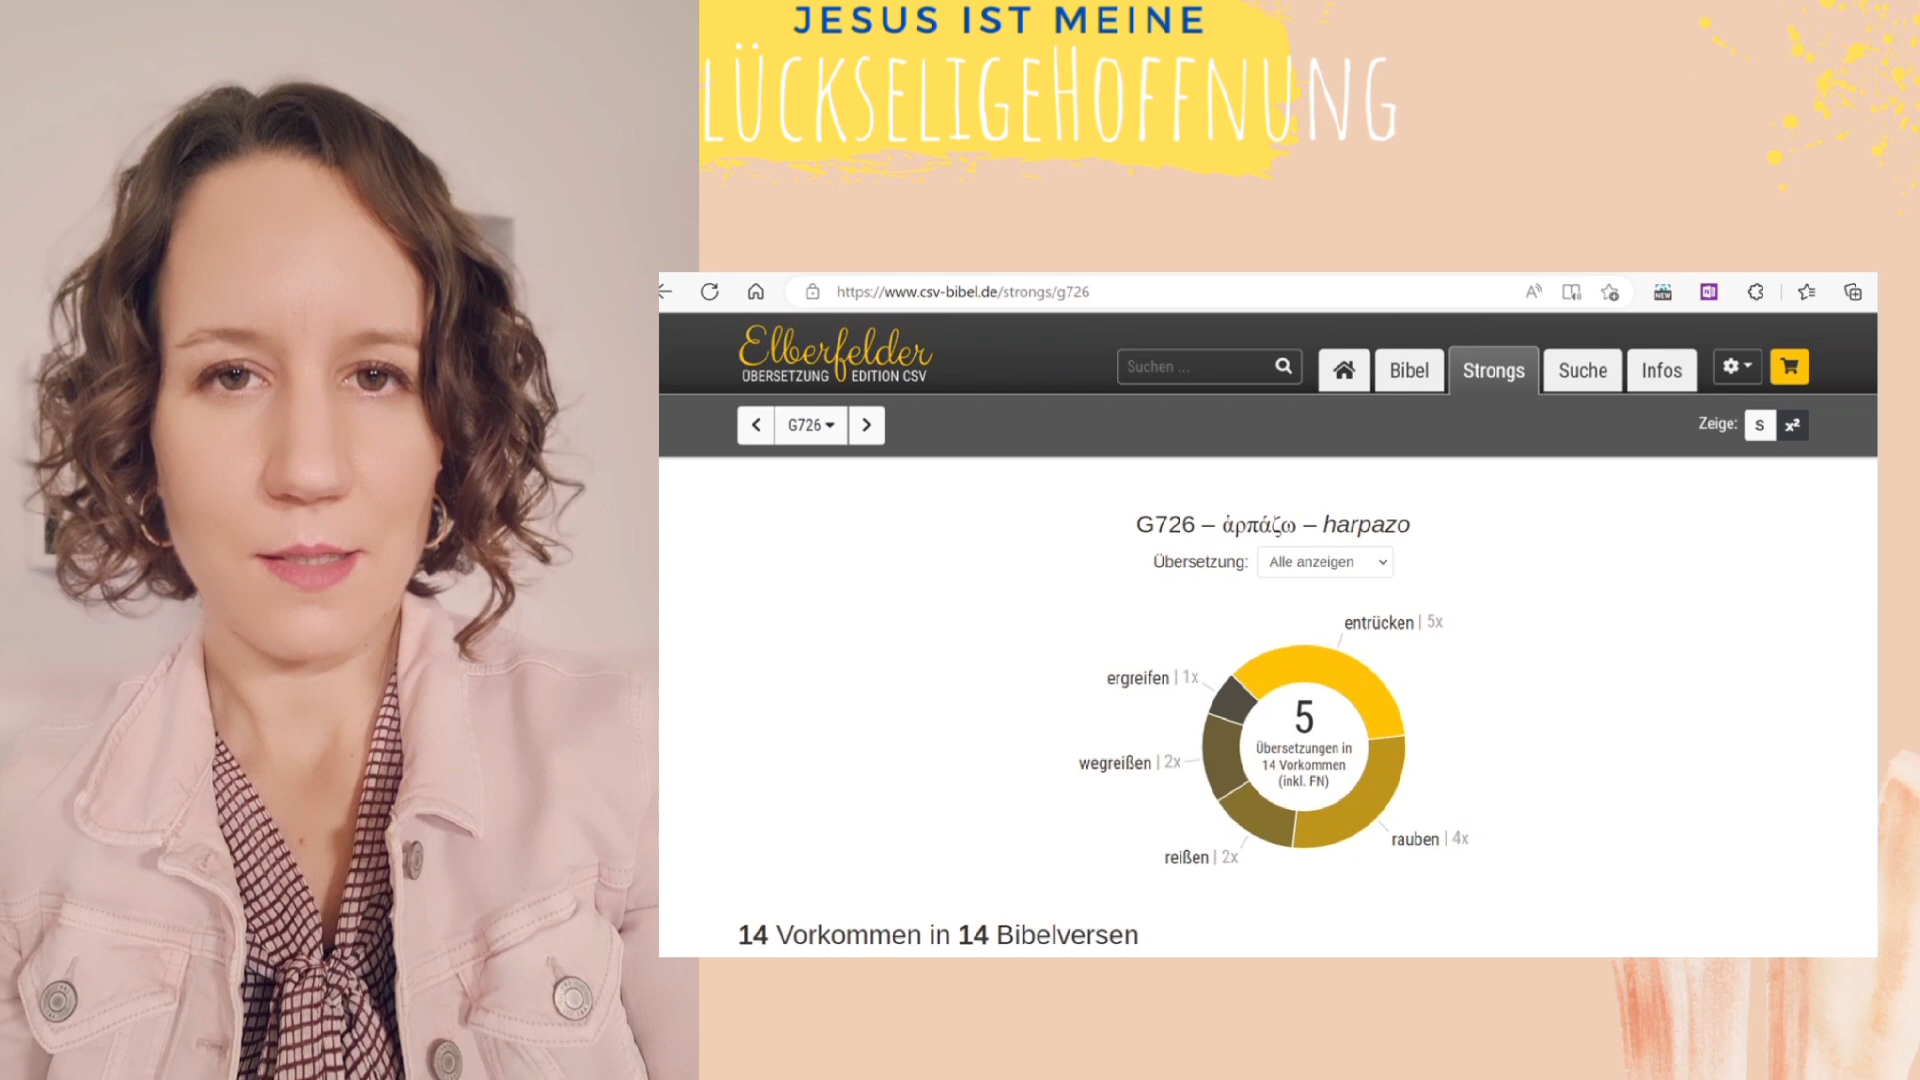 JESUS IST MEINE
LÜCKSELIGEHOFFNUNG
https://www.csv-bibel.de/strongs/g726
Elberfelder
ÜBERSETZUNG EDITION CSV
Suchen ...
Bibel
Strongs
Suche
Infos
G726
Zeige: S x²
G726 – ἁρπάζω – harpazo
Übersetzung: Alle anzeigen
entrücken | 5x
ergreifen | 1x
5
Übersetzungen in
14 Vorkommen
(inkl. FN)
wegreißen | 2x
rauben | 4x
reißen | 2x
14 Vorkommen in 14 Bibelversen